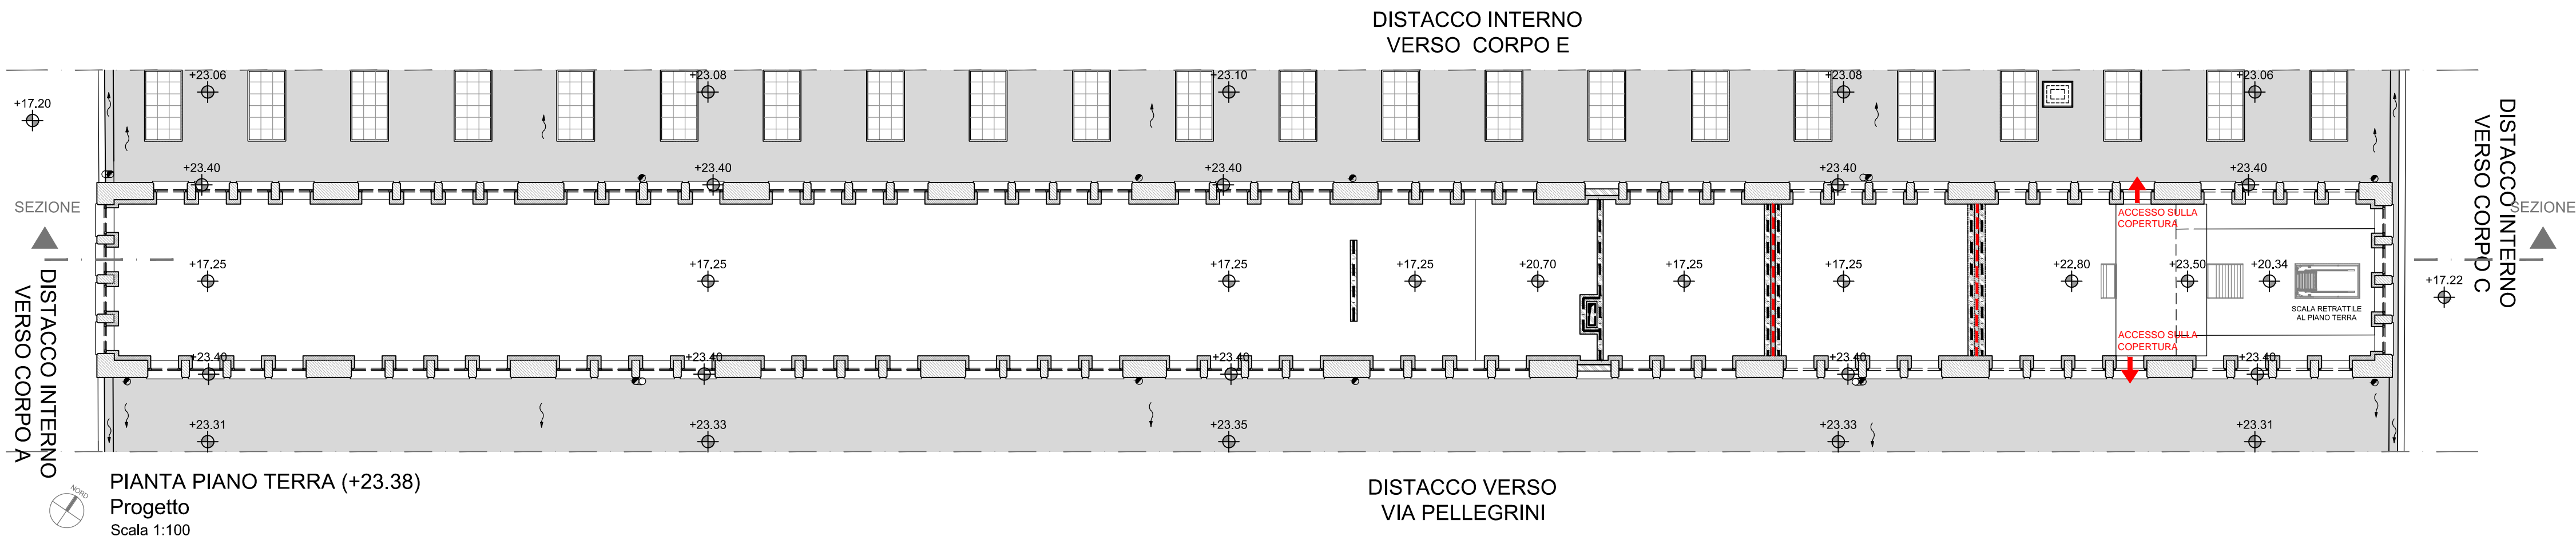 DISTACCO INTERNO
VERSO CORPO E
+23.06
+23.08
+23.10
+23.08
+23.06
+17.20
+23.40
+23.40
+23.40
+23.40
+23.40
SEZIONE
SEZIONE
ACCESSO SULLA
COPERTURA
DISTACCO INTERNO
VERSO CORPO C
DISTACCO INTERNO
VERSO CORPO A
+17.25
+17.25
+17.25
+17.25
+20.70
+17.25
+17.25
+22.80
+23.50
+20.34
+17.22
SCALA RETRATTILE
AL PIANO TERRA
ACCESSO SULLA
COPERTURA
+23.40
+23.40
+23.40
+23.40
+23.40
+23.31
+23.33
+23.35
+23.33
+23.31
NORD
PIANTA PIANO TERRA (+23.38)
Progetto
Scala 1:100
DISTACCO VERSO
VIA PELLEGRINI